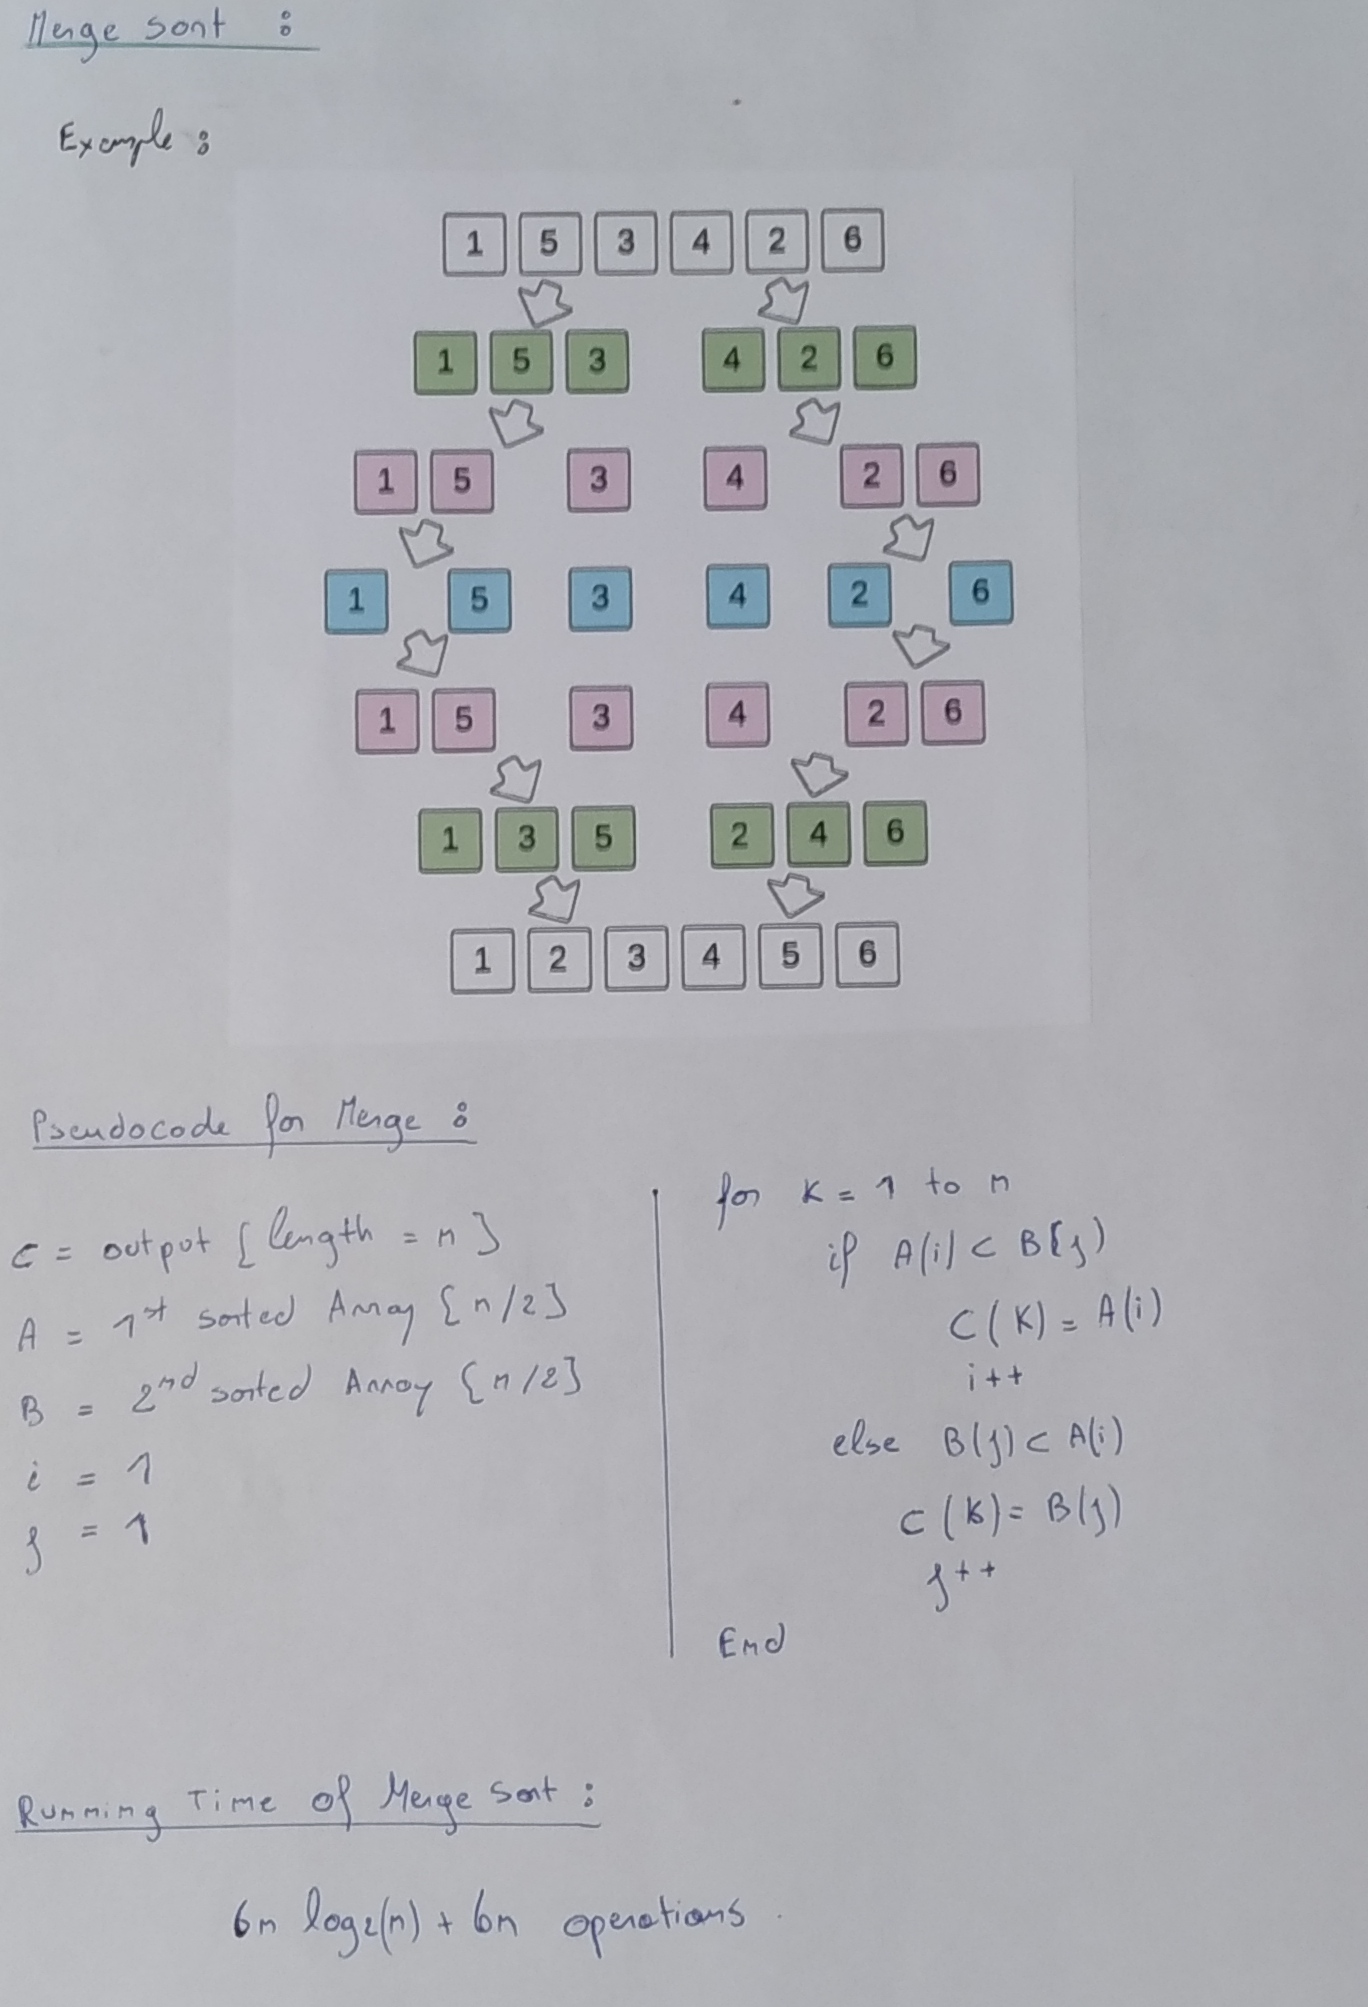 Merge sort :
Example :
1 5 3 4 2 6
1 5 3 4 2 6
1 5 3 4 2 6
1 5 3 4 2 6
1 5 3 4 2 6
1 3 5 2 4 6
1 2 3 4 5 6
Pseudocode for Merge :
C = output [length = n]
A = 1st sorted Array [n/2]
B = 2nd sorted Array [n/2]
i = 1
j = 1
for K = 1 to n
if A(i) < B(j)
C(K) = A(i)
i++
else B(j) < A(i)
C(K) = B(j)
j++
End
Running Time of Merge Sort :
6n log2(n) + 6n operations.